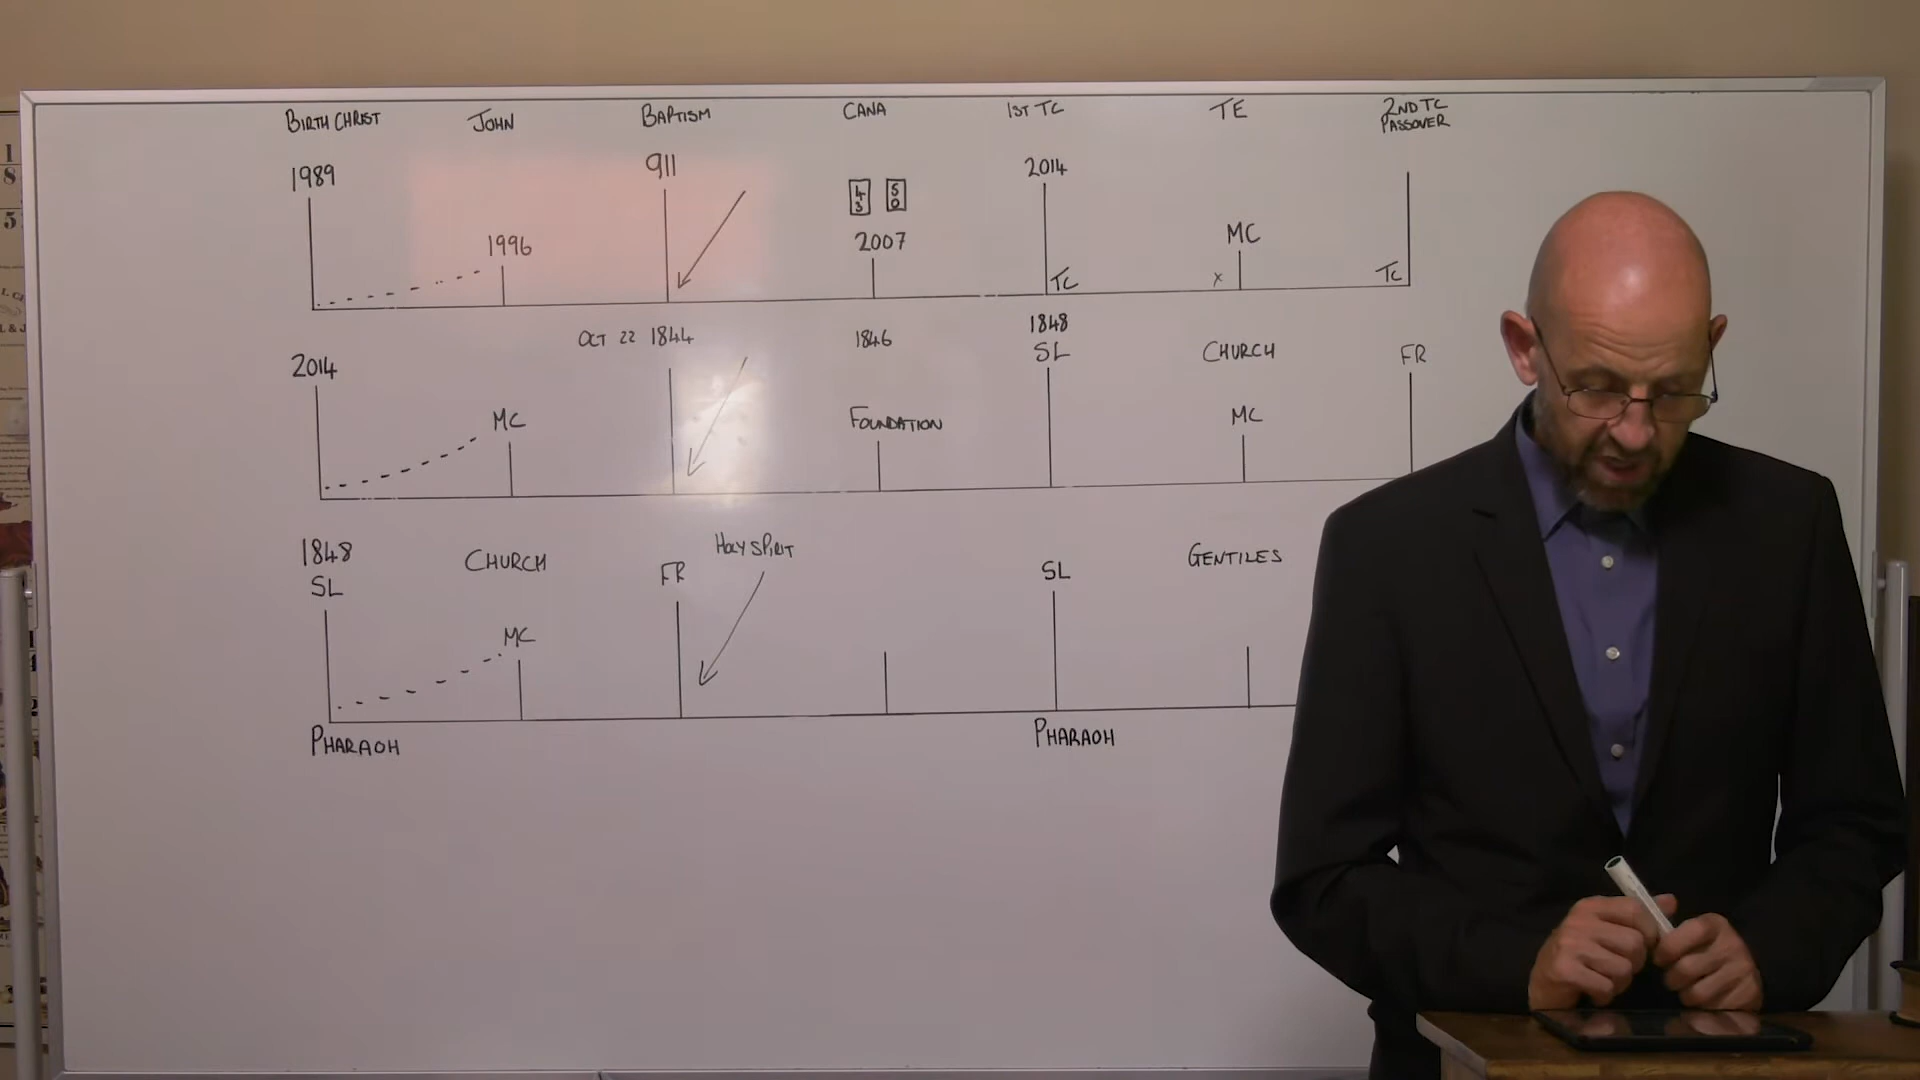 BIRTH CHRIST JOHN BAPTISM CANA 1ST TC TE 2ND TC
PASSOVER
1989 1996 911 43 50 2014
2007 MC
TC x TC
2014 MC OCT 22 1844 1846 1848
SL CHURCH FR
FOUNDATION MC
1848
SL CHURCH FR HOLY SPIRIT SL GENTILES
MC
PHARAOH PHARAOH